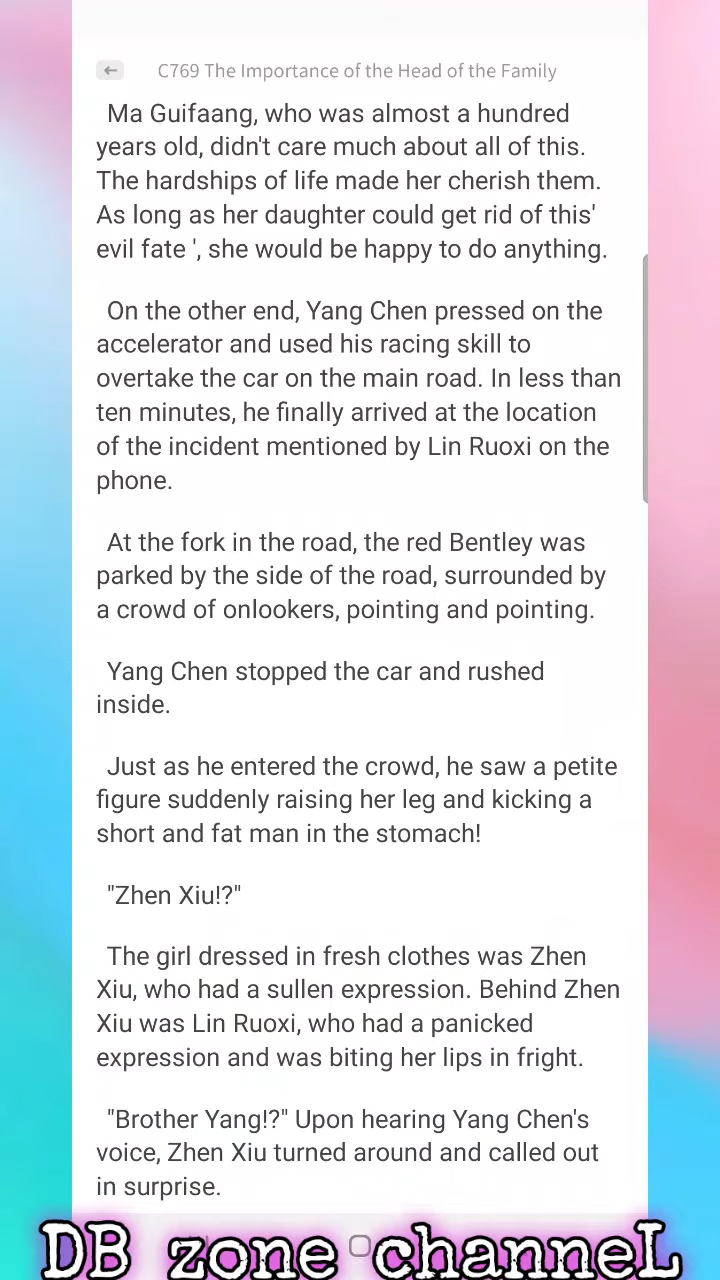 C769 The Importance of the Head of the Family
Ma Guifaang, who was almost a hundred
years old, didn't care much about all of this.
The hardships of life made her cherish them.
As long as her daughter could get rid of this'
evil fate ', she would be happy to do anything.
On the other end, Yang Chen pressed on the
accelerator and used his racing skill to
overtake the car on the main road. In less than
ten minutes, he finally arrived at the location
of the incident mentioned by Lin Ruoxi on the
phone.
At the fork in the road, the red Bentley was
parked by the side of the road, surrounded by
a crowd of onlookers, pointing and pointing.
Yang Chen stopped the car and rushed
inside.
Just as he entered the crowd, he saw a petite
figure suddenly raising her leg and kicking a
short and fat man in the stomach!
"Zhen Xiu!?"
The girl dressed in fresh clothes was Zhen
Xiu, who had a sullen expression. Behind Zhen
Xiu was Lin Ruoxi, who had a panicked
expression and was biting her lips in fright.
"Brother Yang!?" Upon hearing Yang Chen's
voice, Zhen Xiu turned around and called out
in surprise.
DB zone channeL